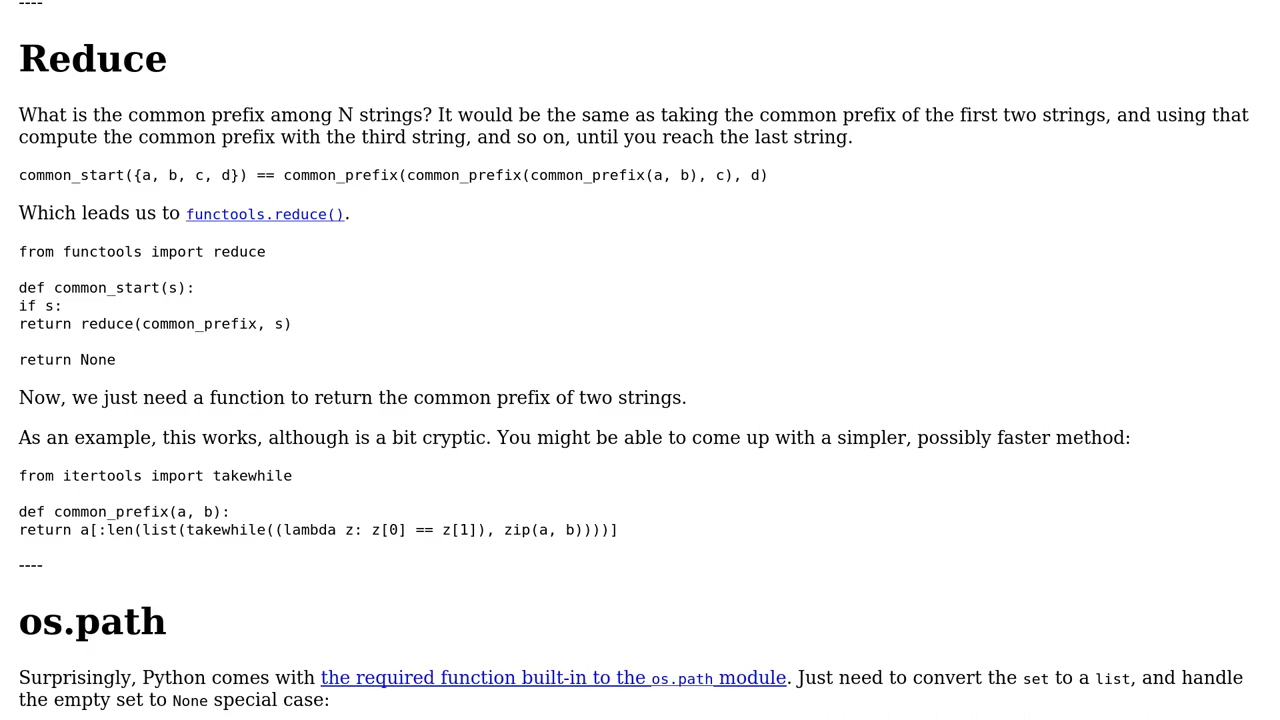 ----
Reduce
What is the common prefix among N strings? It would be the same as taking the common prefix of the first two strings, and using that
compute the common prefix with the third string, and so on, until you reach the last string.
common_start({a, b, c, d}) == common_prefix(common_prefix(common_prefix(a, b), c), d)
Which leads us to functools.reduce().
from functools import reduce
def common_start(s):
if s:
return reduce(common_prefix, s)
return None
Now, we just need a function to return the common prefix of two strings.
As an example, this works, although is a bit cryptic. You might be able to come up with a simpler, possibly faster method:
from itertools import takewhile
def common_prefix(a, b):
return a[:len(list(takewhile((lambda z: z[0] == z[1]), zip(a, b))))]
----
os.path
Surprisingly, Python comes with the required function built-in to the os.path module. Just need to convert the set to a list, and handle
the empty set to None special case: